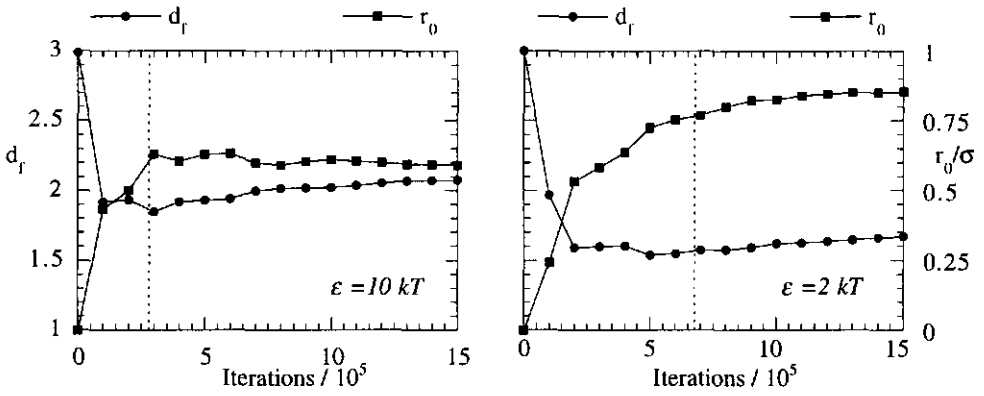 d_f r_0 d_f r_0
3 1
2.5 0.75
d_f 2 0.5 r_0/σ
1.5 0.25
ε =10 kT ε =2 kT
1 0
0 5 10 15 0 5 10 15
Iterations / 10^5 Iterations / 10^5